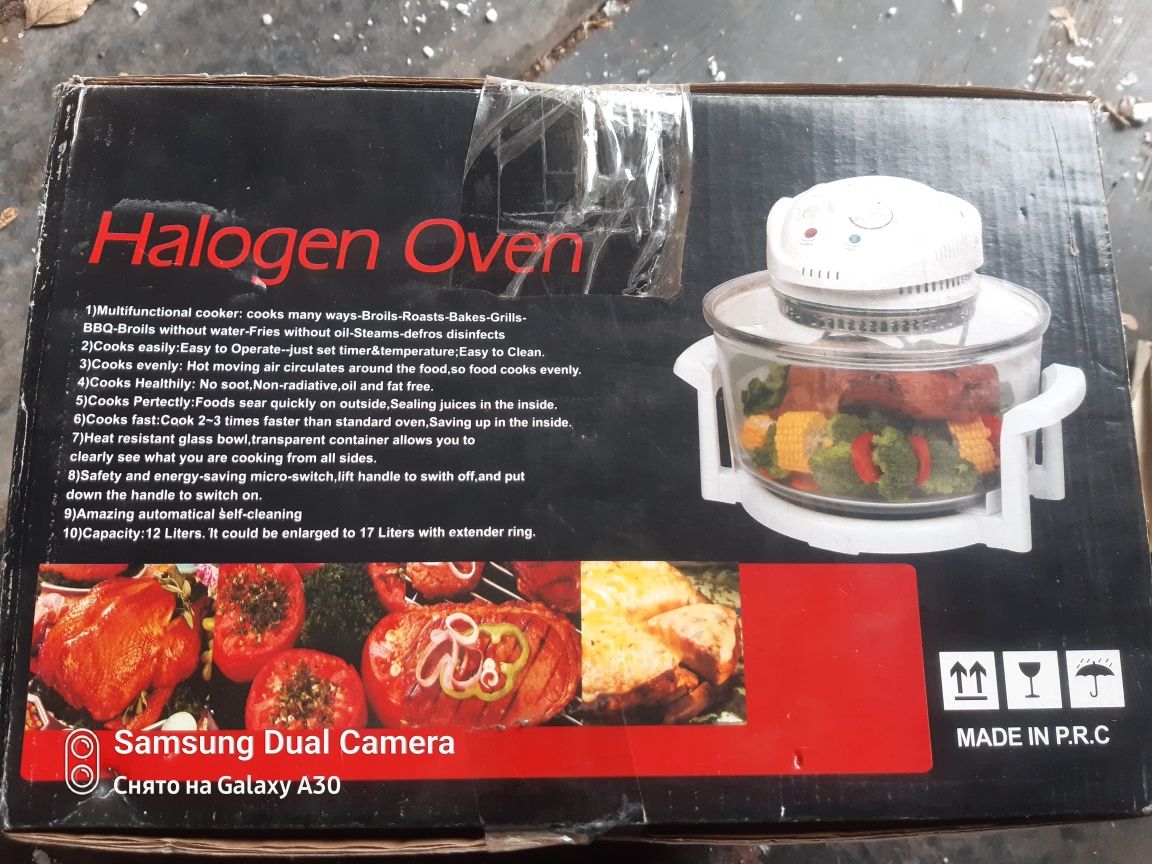 Halogen Oven
1)Multifunctional cooker: cooks many ways-Broils-Roasts-Bakes-Grills-
BBQ-Broils without water-Fries without oil-Steams-defros disinfects
2)Cooks easily:Easy to Operate--just set timer&temperature;Easy to Clean.
3)Cooks evenly: Hot moving air circulates around the food,so food cooks evenly.
4)Cooks Healthily: No soot,Non-radiative,oil and fat free.
5)Cooks Pertectly:Foods sear quickly on outside,Sealing juices in the inside.
6)Cooks fast:Cook 2~3 times faster than standard oven,Saving up in the inside.
7)Heat resistant glass bowl,transparent container allows you to
clearly see what you are cooking from all sides.
8)Safety and energy-saving micro-switch,lift handle to swith off,and put
down the handle to switch on.
9)Amazing automatical self-cleaning
10)Capacity:12 Liters. It could be enlarged to 17 Liters with extender ring.
MADE IN P.R.C
Samsung Dual Camera
Снято на Galaxy A30